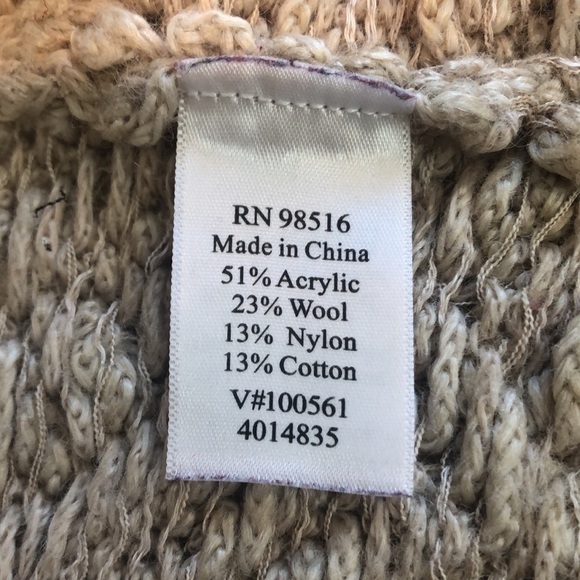 RN 98516
Made in China
51% Acrylic
23% Wool
13% Nylon
13% Cotton
V#100561
4014835